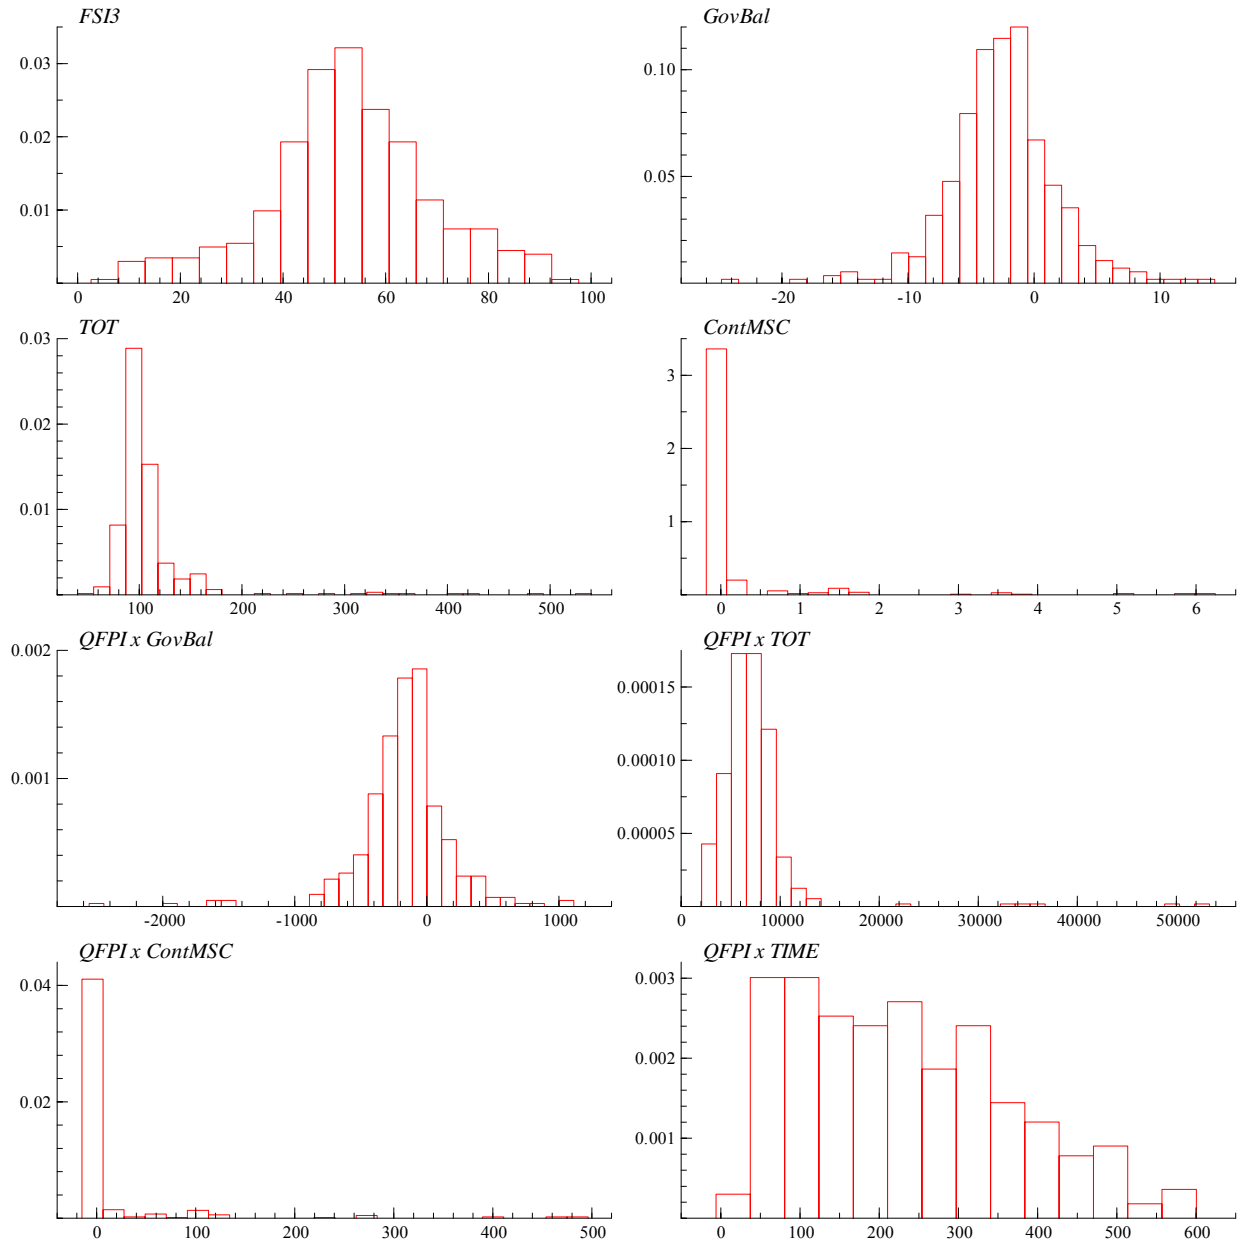 FSI3
0.03
0.02
0.01
0 20 40 60 80 100
GovBal
0.10
0.05
-20 -10 0 10
TOT
0.03
0.02
0.01
100 200 300 400 500
ContMSC
3
2
1
0 1 2 3 4 5 6
QFPI x GovBal
0.002
0.001
-2000 -1000 0 1000
QFPI x TOT
0.00015
0.00010
0.00005
0 10000 20000 30000 40000 50000
QFPI x ContMSC
0.04
0.02
0 100 200 300 400 500
QFPI x TIME
0.003
0.002
0.001
0 100 200 300 400 500 600